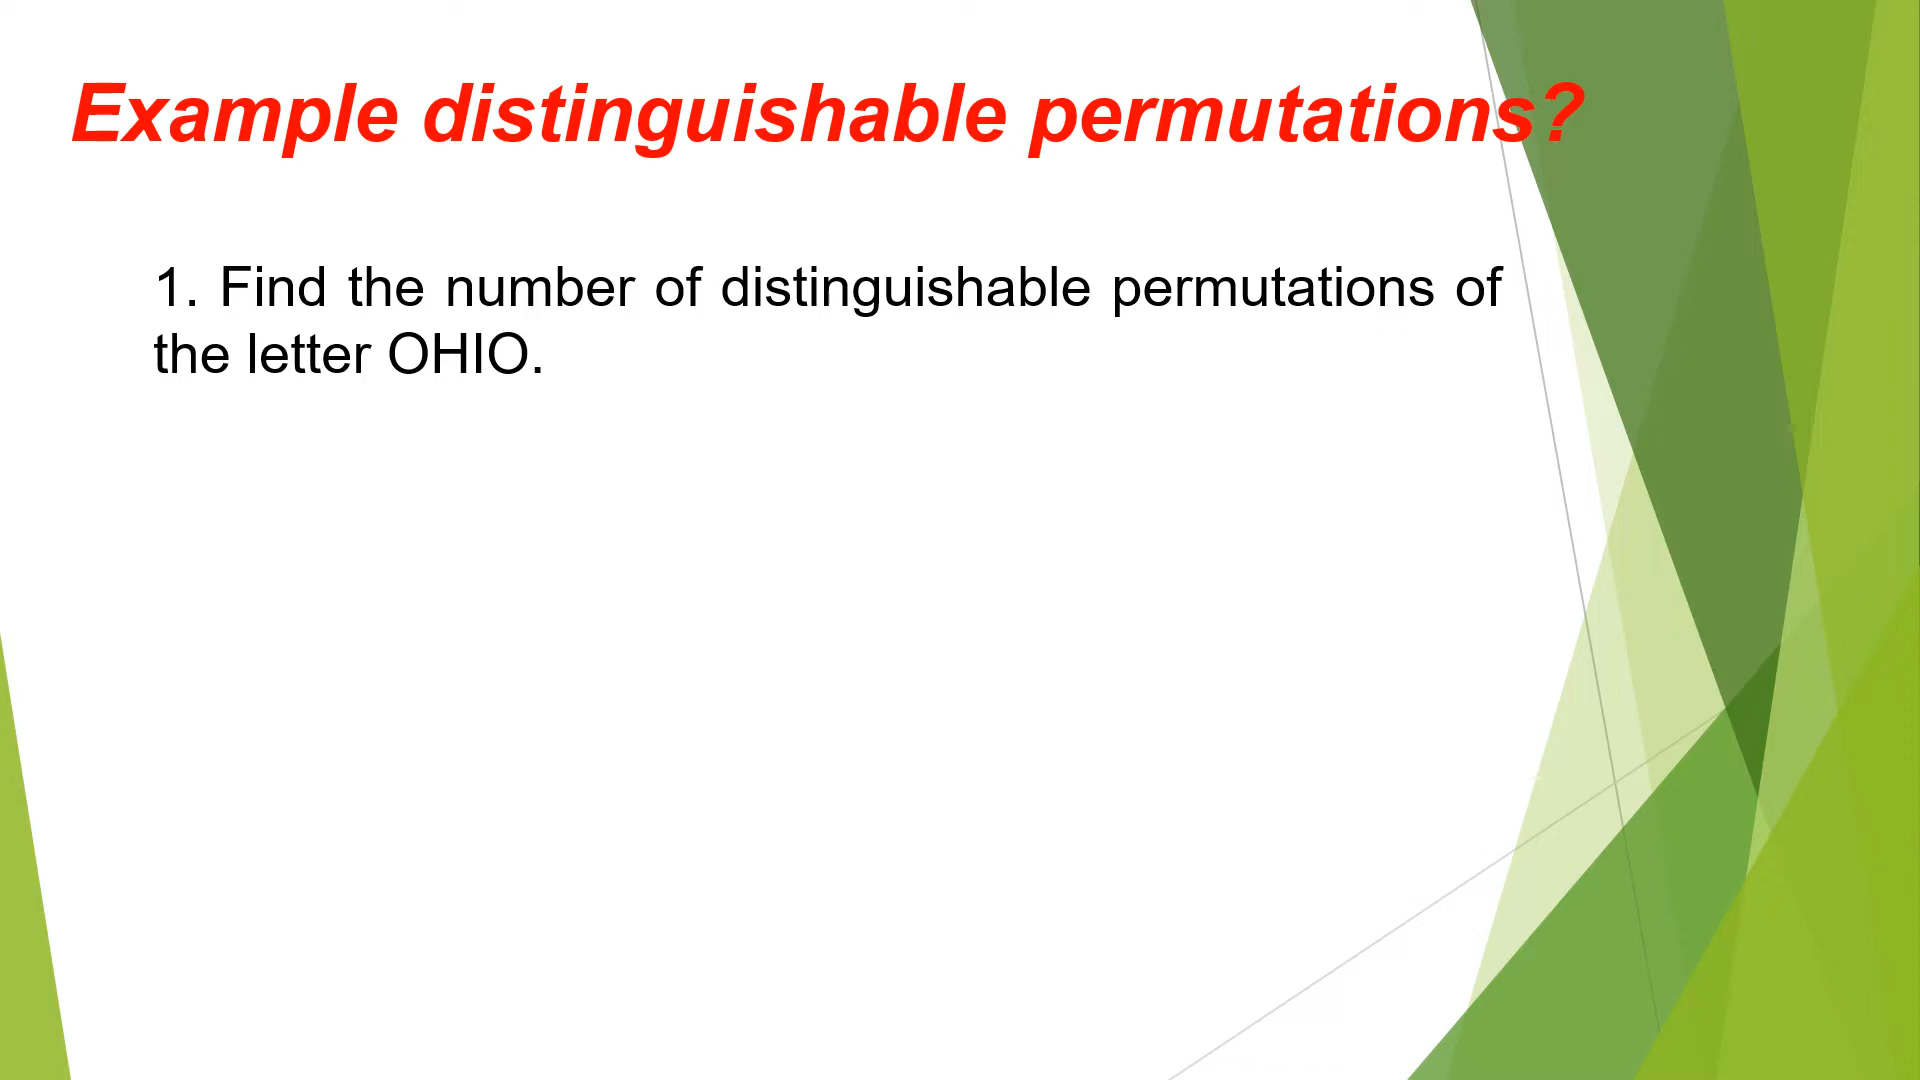 Example distinguishable permutations?
1. Find the number of distinguishable permutations of
the letter OHIO.